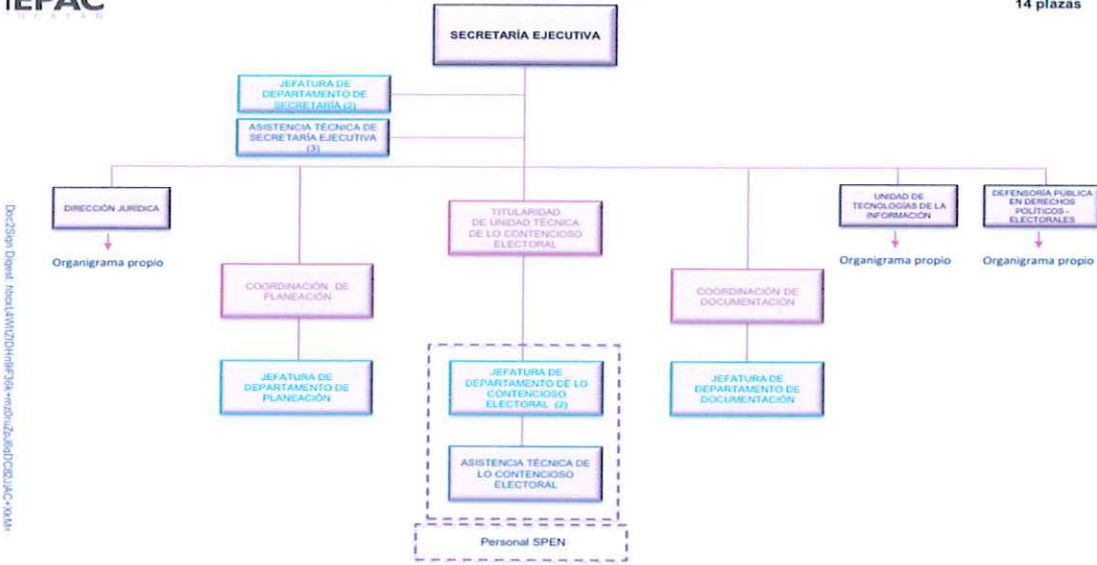 IEPAC
YUCATÁN
14 plazas
SECRETARÍA EJECUTIVA
JEFATURA DE
DEPARTAMENTO DE
SECRETARÍA (2)
ASISTENCIA TÉCNICA DE
SECRETARÍA EJECUTIVA
(3)
DIRECCIÓN JURÍDICA
Organigrama propio
TITULARIDAD
DE UNIDAD TÉCNICA
DE LO CONTENCIOSO
ELECTORAL
UNIDAD DE
TECNOLOGÍAS DE LA
INFORMACIÓN
Organigrama propio
DEFENSORÍA PÚBLICA
EN DERECHOS
POLÍTICOS -
ELECTORALES
Organigrama propio
COORDINACIÓN DE
PLANEACIÓN
COORDINACIÓN DE
DOCUMENTACIÓN
JEFATURA DE
DEPARTAMENTO DE
PLANEACIÓN
JEFATURA DE
DEPARTAMENTO DE LO
CONTENCIOSO
ELECTORAL (2)
JEFATURA DE
DEPARTAMENTO DE
DOCUMENTACIÓN
ASISTENCIA TÉCNICA DE
LO CONTENCIOSO
ELECTORAL
Personal SPEN
Doc2Sign Digest: